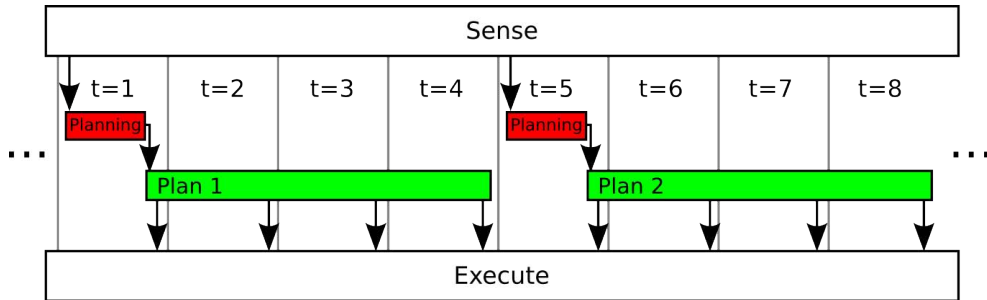 Sense
t=1 t=2 t=3 t=4 t=5 t=6 t=7 t=8
Planning Planning
... ...
Plan 1 Plan 2
Execute